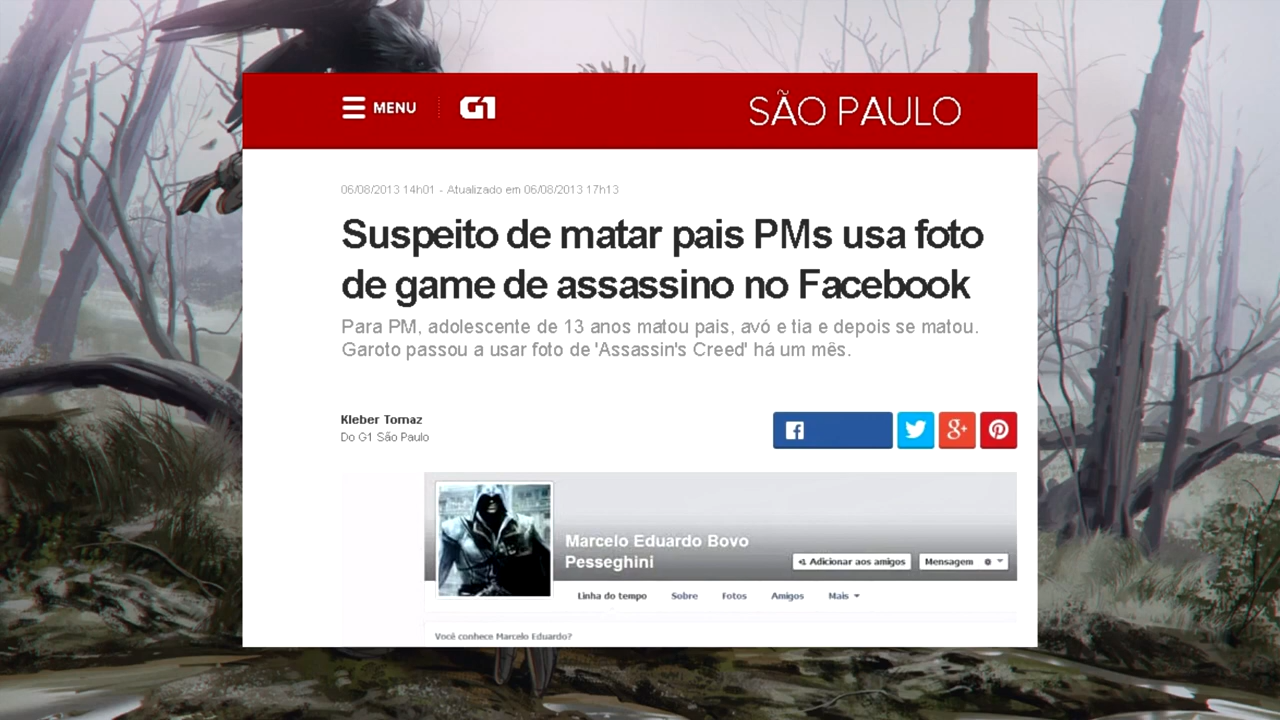 MENU G1 SÃO PAULO
06/08/2013 14h01 - Atualizado em 06/08/2013 17h13
Suspeito de matar pais PMs usa foto
de game de assassino no Facebook
Para PM, adolescente de 13 anos matou pais, avó e tia e depois se matou.
Garoto passou a usar foto de 'Assassin's Creed' há um mês.
Kleber Tomaz
Do G1 São Paulo
Marcelo Eduardo Bovo
Pesseghini
Adicionar aos amigos Mensagem
Linha do tempo Sobre Fotos Amigos Mais
Você conhece Marcelo Eduardo?